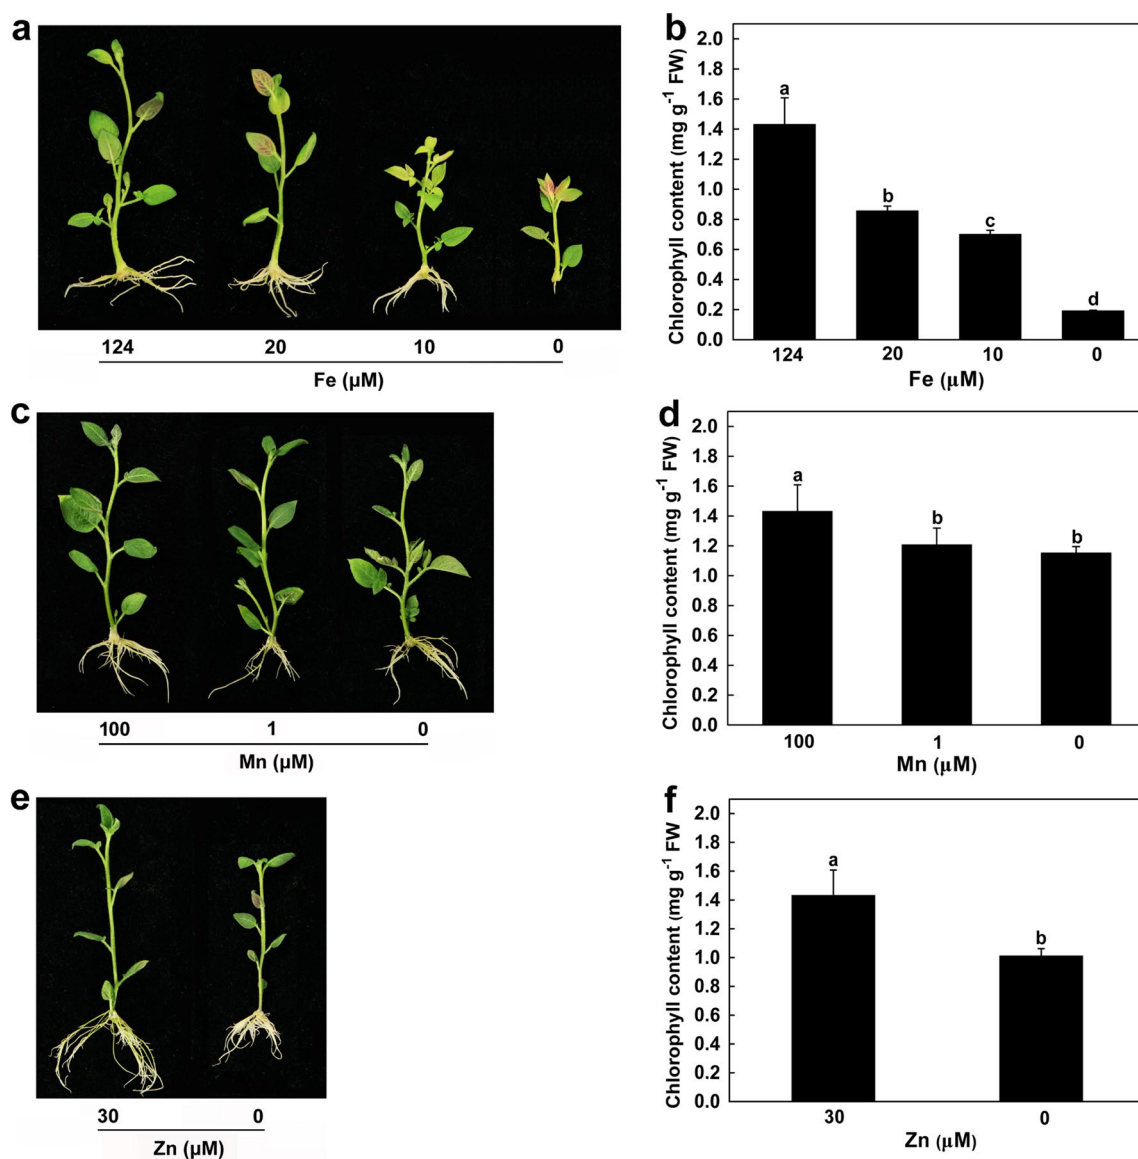 a
124 20 10 0
Fe (µM)
b
Chlorophyll content (mg g⁻¹ FW)
2.0
1.8
1.6
1.4
1.2
1.0
0.8
0.6
0.4
0.2
0.0
a
b
c
d
124 20 10 0
Fe (µM)
c
100 1 0
Mn (µM)
d
Chlorophyll content (mg g⁻¹ FW)
2.0
1.8
1.6
1.4
1.2
1.0
0.8
0.6
0.4
0.2
0.0
a
b
b
100 1 0
Mn (µM)
e
30 0
Zn (µM)
f
Chlorophyll content (mg g⁻¹ FW
2.0
1.8
1.6
1.4
1.2
1.0
0.8
0.6
0.4
0.2
0.0
a
b
30 0
Zn (µM)